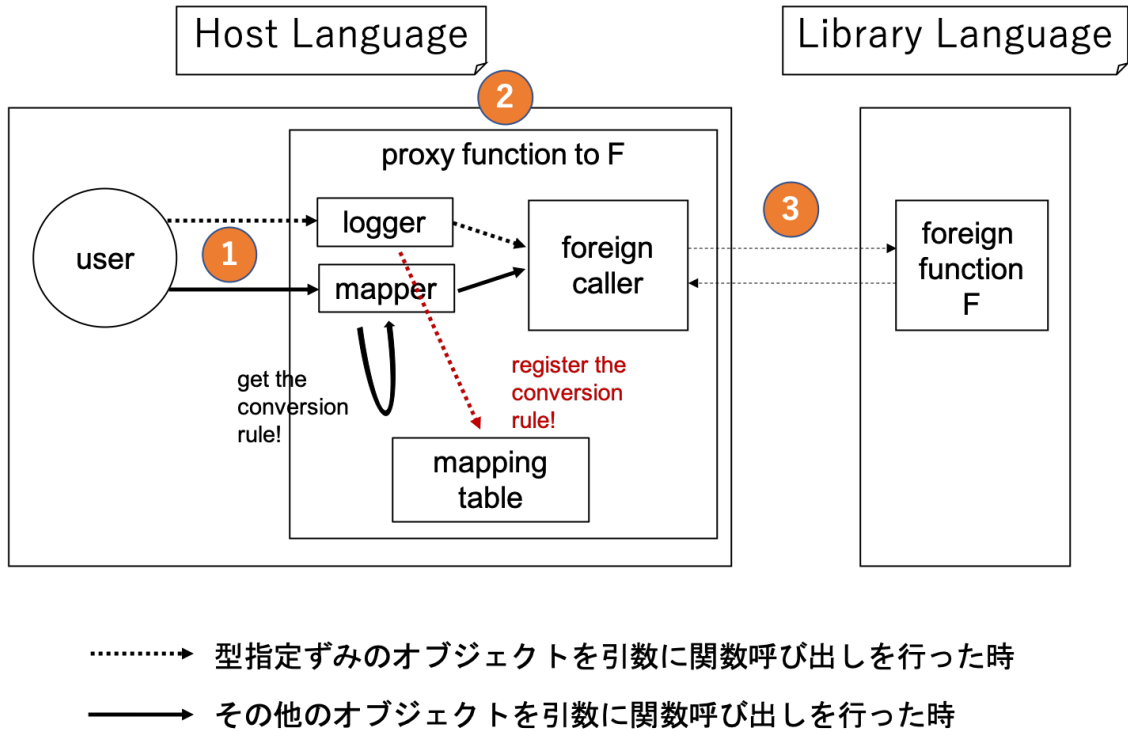 Host Language
Library Language
2
proxy function to F
user
1
logger
mapper
foreign
caller
3
foreign
function
F
get the
conversion
rule!
register the
conversion
rule!
mapping
table
型指定ずみのオブジェクトを引数に関数呼び出しを行った時
その他のオブジェクトを引数に関数呼び出しを行った時